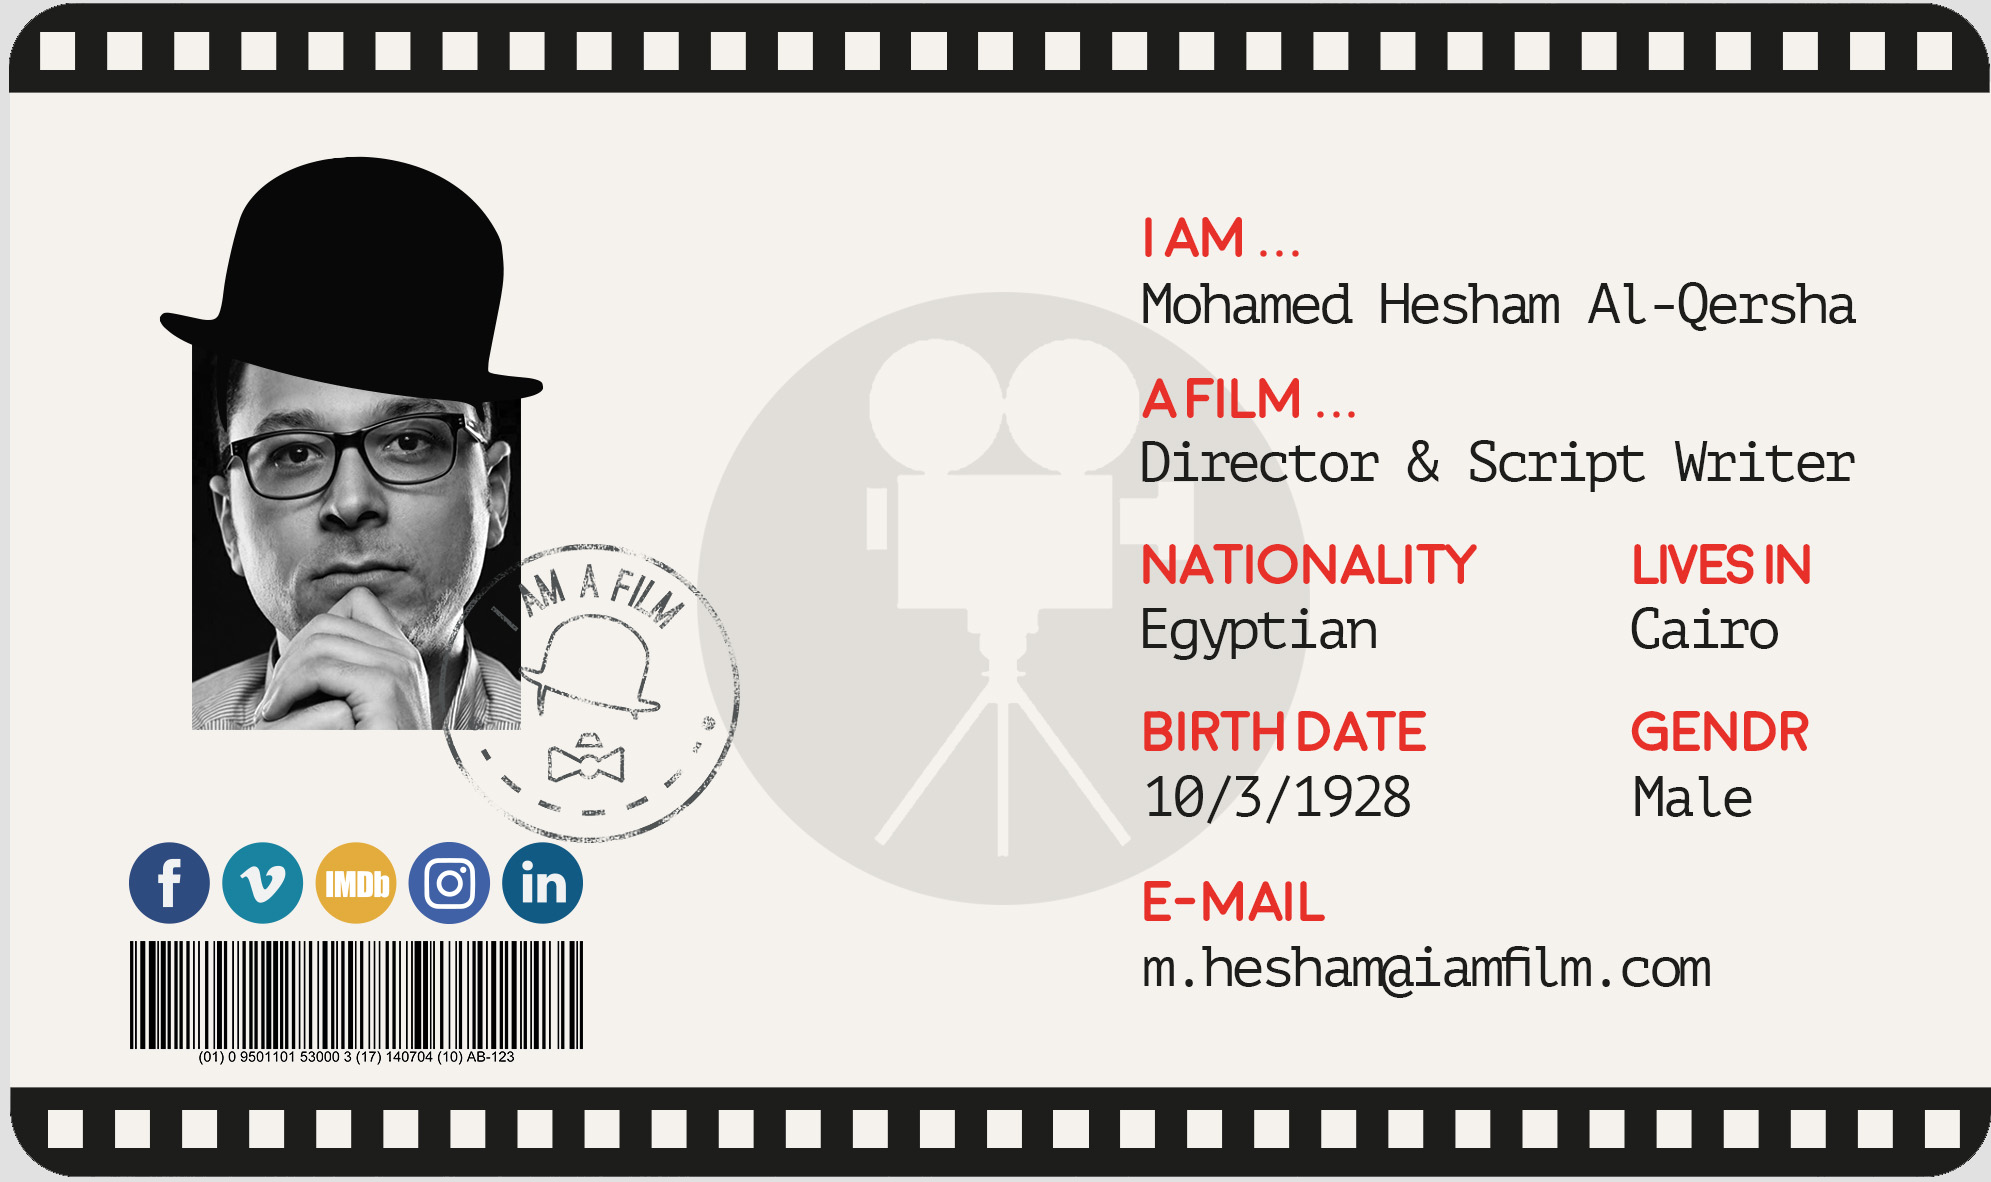 I AM ...
Mohamed Hesham Al-Qersha
A FILM ...
Director & Script Writer
NATIONALITY
Egyptian
LIVES IN
Cairo
BIRTH DATE
10/3/1928
GENDR
Male
E-MAIL
m.hesham@iamfilm.com
I AM A FILM
f
v
IMDb
in
(01) 0 9501101 53000 3 (17) 140704 (10) AB-123